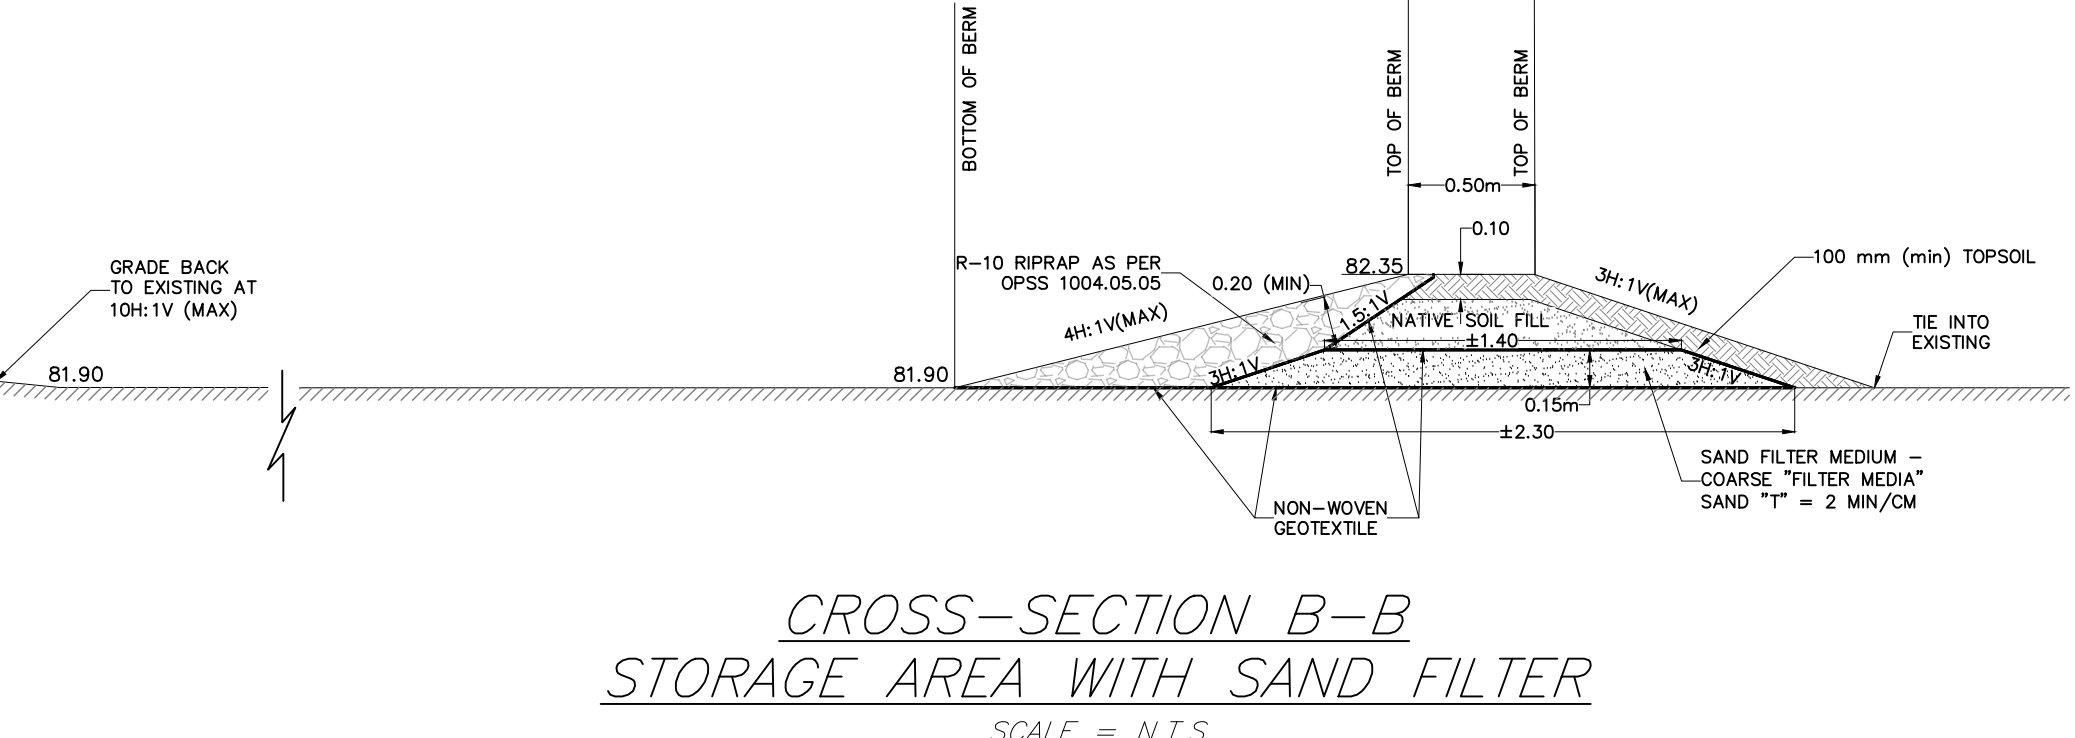 BOTTOM OF BERM
TOP OF BERM
TOP OF BERM
0.50m
0.10
GRADE BACK
TO EXISTING AT
10H:1V (MAX)
R-10 RIPRAP AS PER
OPSS 1004.05.05
82.35
0.20 (MIN)
4H:1V(MAX)
1.5:1V
3H:1V(MAX)
100 mm (min) TOPSOIL
NATIVE SOIL FILL
±1.40
TIE INTO
EXISTING
81.90
81.90
3H:1V
3H:1V
0.15m
±2.30
SAND FILTER MEDIUM -
COARSE "FILTER MEDIA"
SAND "T" = 2 MIN/CM
NON-WOVEN
GEOTEXTILE
CROSS-SECTION B-B
STORAGE AREA WITH SAND FILTER
SCALE = N.T.S